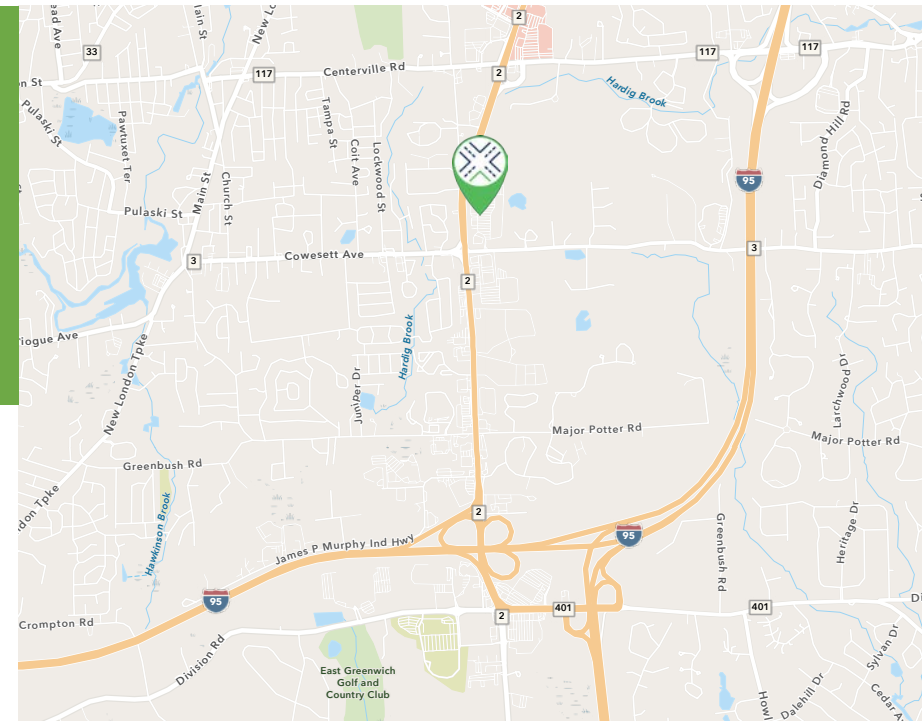 ead Ave
ain St
New Lo
2
33
117
Centerville Rd
2
117
117
on St
Hardig Brook
Pulaski St
Pawtuxet Ter
Tampa St
Coit Ave
Lockwood St
Diamond Hill Rd
95
Main St
Church St
Pulaski St
3
Cowesett Ave
3
2
Tiogue Ave
New London Tpke
Hardig Brook
Juniper Dr
Larchwood Dr
Major Potter Rd
Major Potter Rd
Greenbush Rd
don Tpke
Hawkinson Brook
2
95
James P Murphy Ind Hwy
Greenbush Rd
Heritage Dr
95
401
401
2
Crompton Rd
Division Rd
Di
Sylvan Dr
East Greenwich
Golf and
Country Club
Dalehill Dr
Cedar A
How